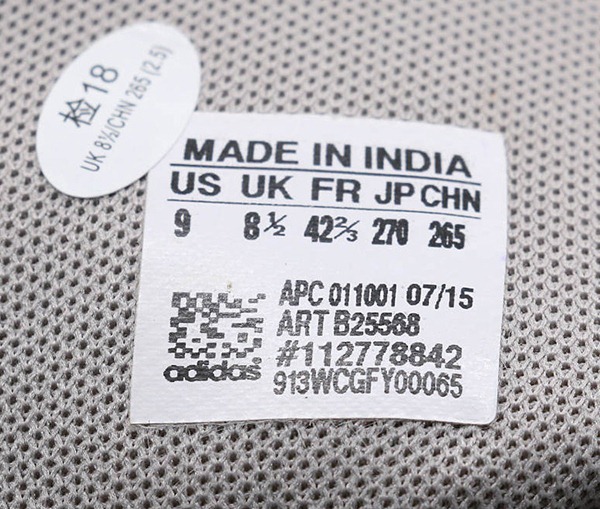 检18
UK 8½/CHN 265 (2.5)
MADE IN INDIA
US UK FR JP CHN
9 8½ 42⅔ 270 265
APC 011001 07/15
ART B25568
#112778842
adidas
913WCGFY00065